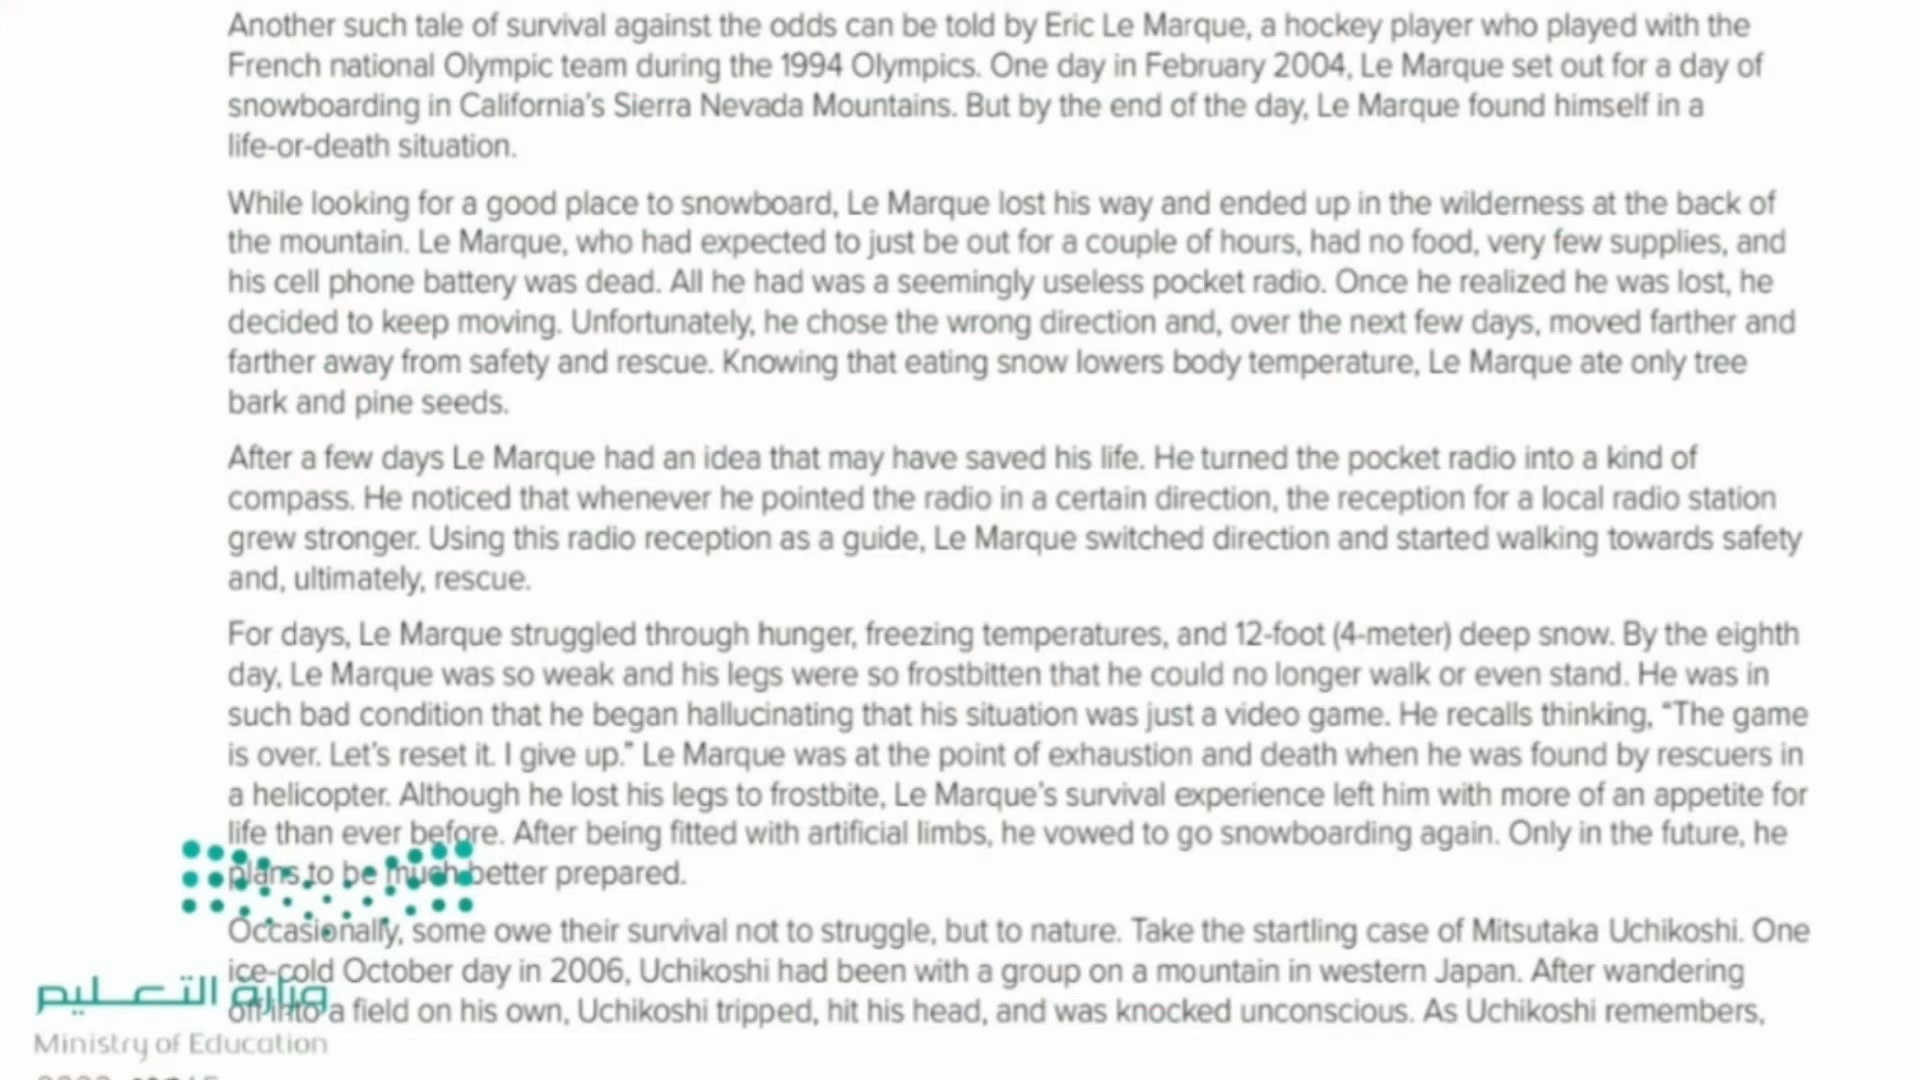 Another such tale of survival against the odds can be told by Eric Le Marque, a hockey player who played with the
French national Olympic team during the 1994 Olympics. One day in February 2004, Le Marque set out for a day of
snowboarding in California's Sierra Nevada Mountains. But by the end of the day, Le Marque found himself in a
life-or-death situation.
While looking for a good place to snowboard, Le Marque lost his way and ended up in the wilderness at the back of
the mountain. Le Marque, who had expected to just be out for a couple of hours, had no food, very few supplies, and
his cell phone battery was dead. All he had was a seemingly useless pocket radio. Once he realized he was lost, he
decided to keep moving. Unfortunately, he chose the wrong direction and, over the next few days, moved farther and
farther away from safety and rescue. Knowing that eating snow lowers body temperature, Le Marque ate only tree
bark and pine seeds.
After a few days Le Marque had an idea that may have saved his life. He turned the pocket radio into a kind of
compass. He noticed that whenever he pointed the radio in a certain direction, the reception for a local radio station
grew stronger. Using this radio reception as a guide, Le Marque switched direction and started walking towards safety
and, ultimately, rescue.
For days, Le Marque struggled through hunger, freezing temperatures, and 12-foot (4-meter) deep snow. By the eighth
day, Le Marque was so weak and his legs were so frostbitten that he could no longer walk or even stand. He was in
such bad condition that he began hallucinating that his situation was just a video game. He recalls thinking, "The game
is over. Let's reset it. I give up." Le Marque was at the point of exhaustion and death when he was found by rescuers in
a helicopter. Although he lost his legs to frostbite, Le Marque's survival experience left him with more of an appetite for
life than ever before. After being fitted with artificial limbs, he vowed to go snowboarding again. Only in the future, he
plans to be much better prepared.
Occasionally, some owe their survival not to struggle, but to nature. Take the startling case of Mitsutaka Uchikoshi. One
ice-cold October day in 2006, Uchikoshi had been with a group on a mountain in western Japan. After wandering
off into a field on his own, Uchikoshi tripped, hit his head, and was knocked unconscious. As Uchikoshi remembers,
وزارة التعليم
Ministry of Education